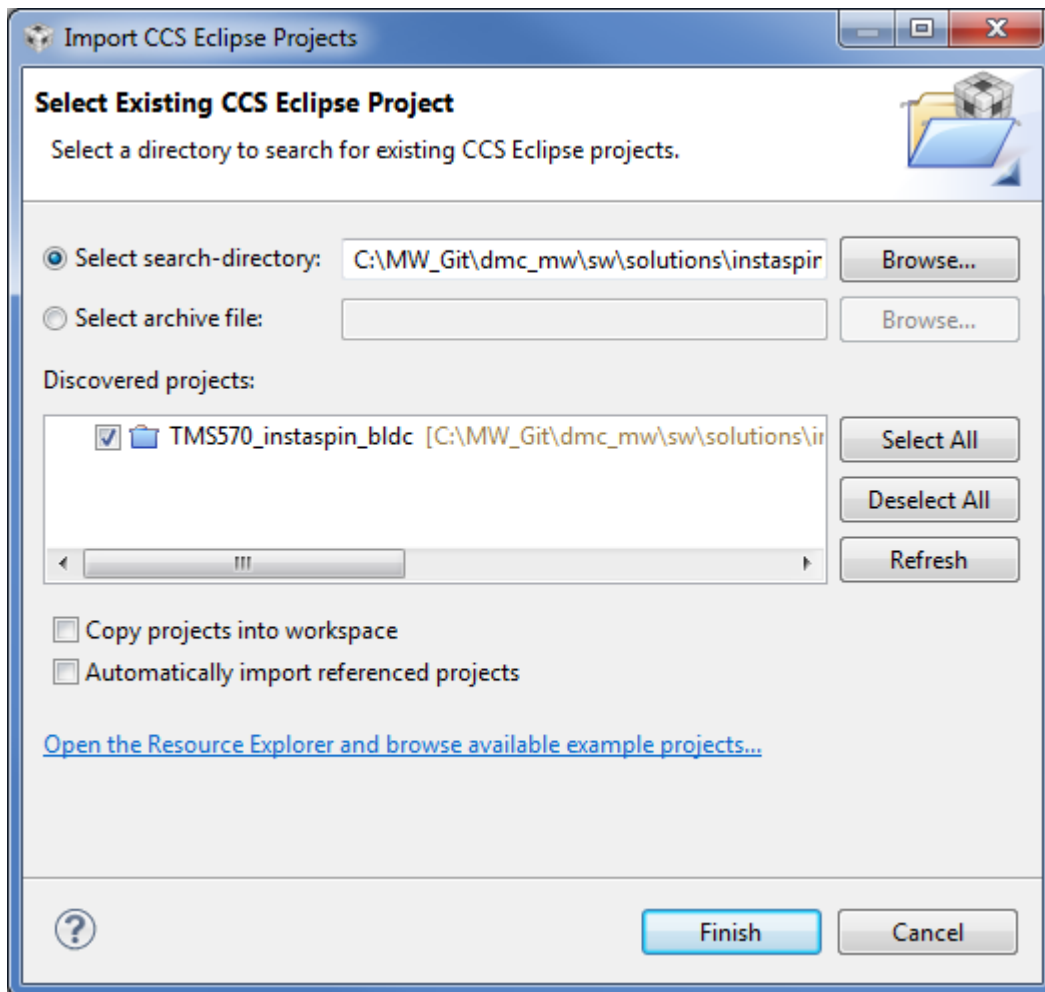 Import CCS Eclipse Projects
Select Existing CCS Eclipse Project
Select a directory to search for existing CCS Eclipse projects.
Select search-directory: C:\MW_Git\dmc_mw\sw\solutions\instaspin Browse...
Select archive file: Browse...
Discovered projects:
TMS570_instaspin_bldc [C:\MW_Git\dmc_mw\sw\solutions\in Select All
Deselect All
Refresh
Copy projects into workspace
Automatically import referenced projects
Open the Resource Explorer and browse available example projects...
? Finish Cancel